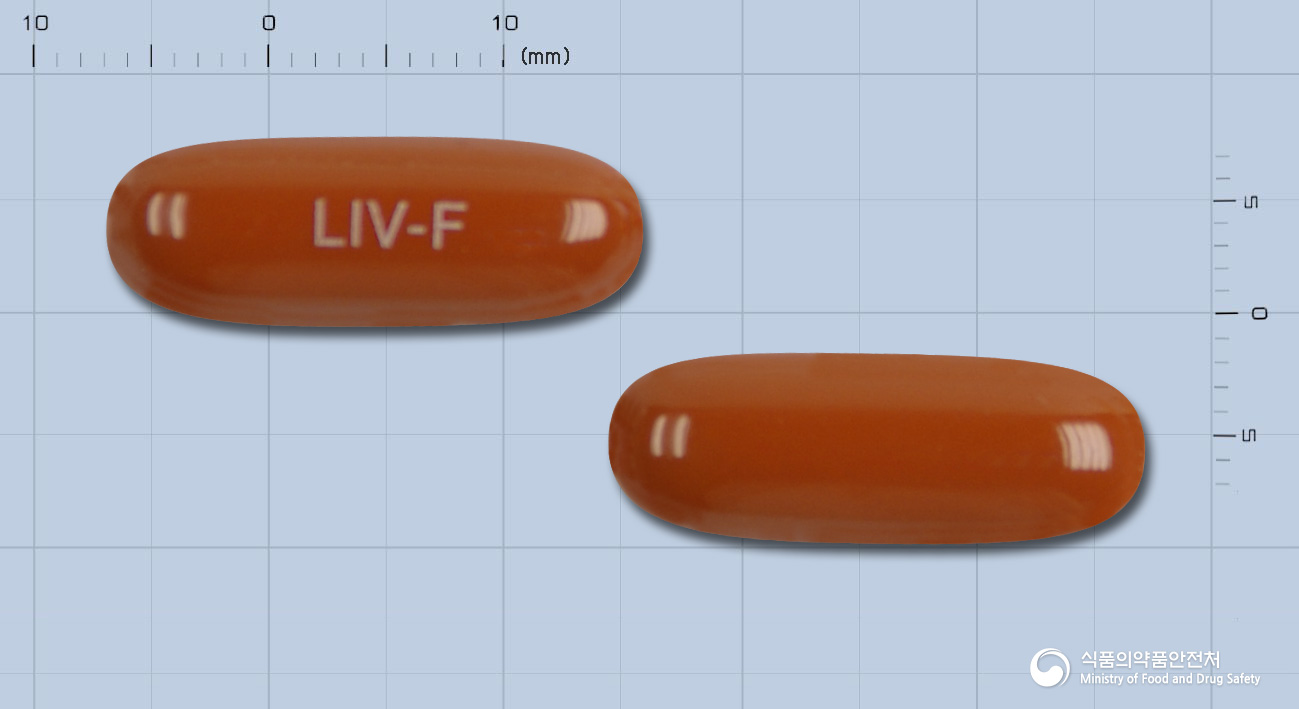 10 0 10
(mm)
LIV-F
5
0
5
식품의약품안전처
Ministry of Food and Drug Safety